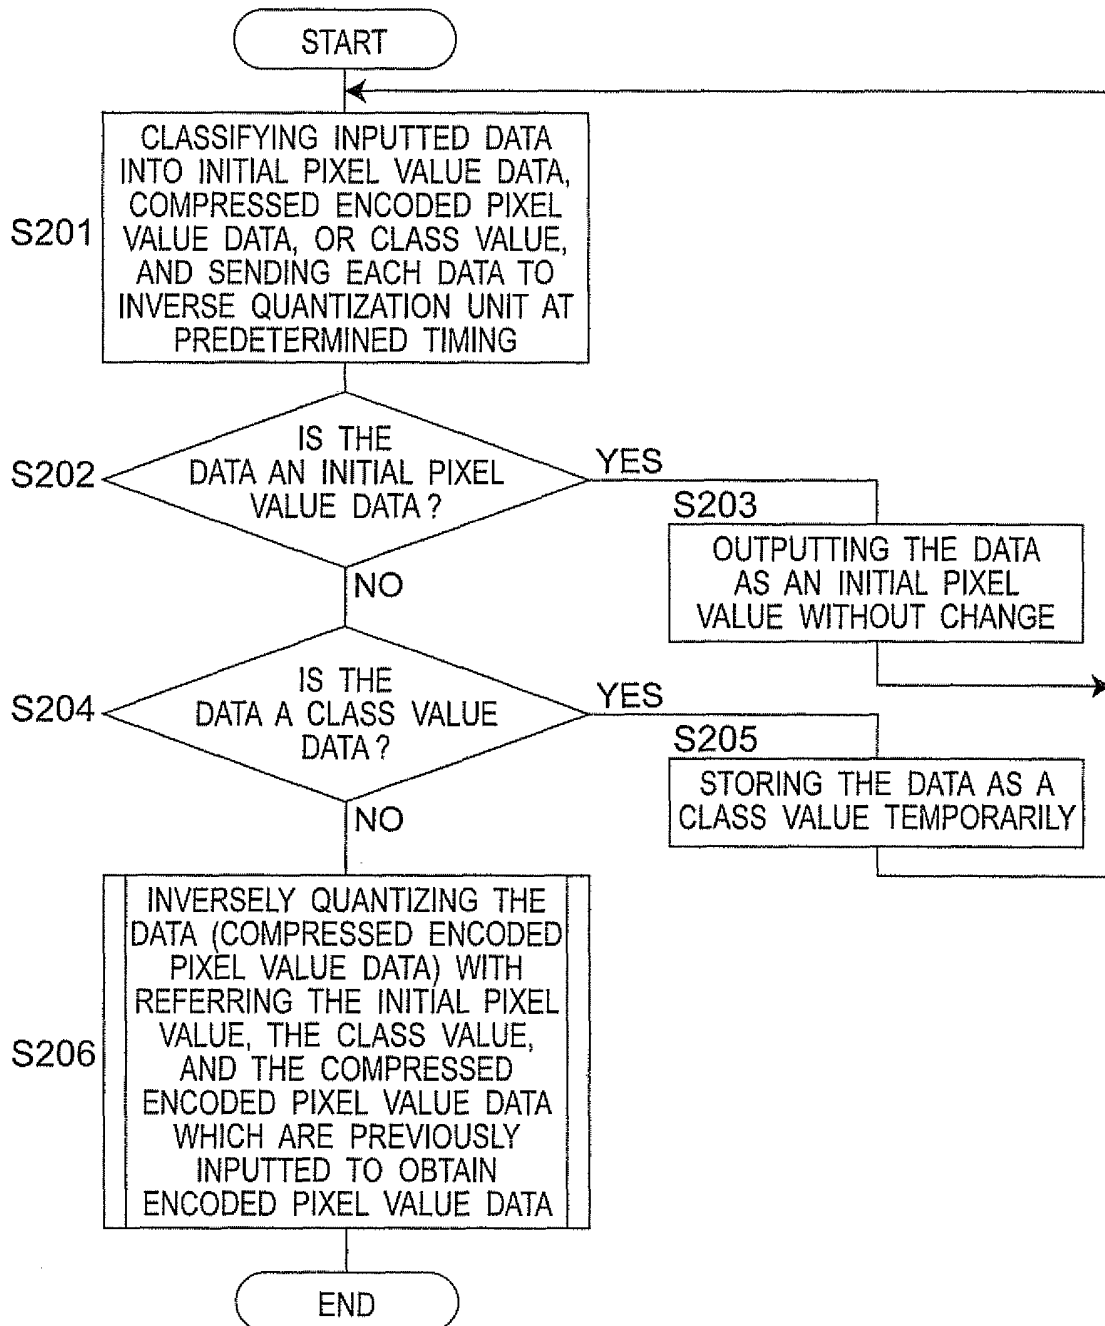 START
CLASSIFYING INPUTTED DATA
INTO INITIAL PIXEL VALUE DATA,
COMPRESSED ENCODED PIXEL
VALUE DATA, OR CLASS VALUE,
AND SENDING EACH DATA TO
INVERSE QUANTIZATION UNIT AT
PREDETERMINED TIMING
S201
IS THE
DATA AN INITIAL PIXEL
VALUE DATA?
S202
YES
NO
S203
OUTPUTTING THE DATA
AS AN INITIAL PIXEL
VALUE WITHOUT CHANGE
IS THE
DATA A CLASS VALUE
DATA?
S204
YES
NO
S205
STORING THE DATA AS A
CLASS VALUE TEMPORARILY
INVERSELY QUANTIZING THE
DATA (COMPRESSED ENCODED
PIXEL VALUE DATA) WITH
REFERRING THE INITIAL PIXEL
VALUE, THE CLASS VALUE,
AND THE COMPRESSED
ENCODED PIXEL VALUE DATA
WHICH ARE PREVIOUSLY
INPUTTED TO OBTAIN
ENCODED PIXEL VALUE DATA
S206
END